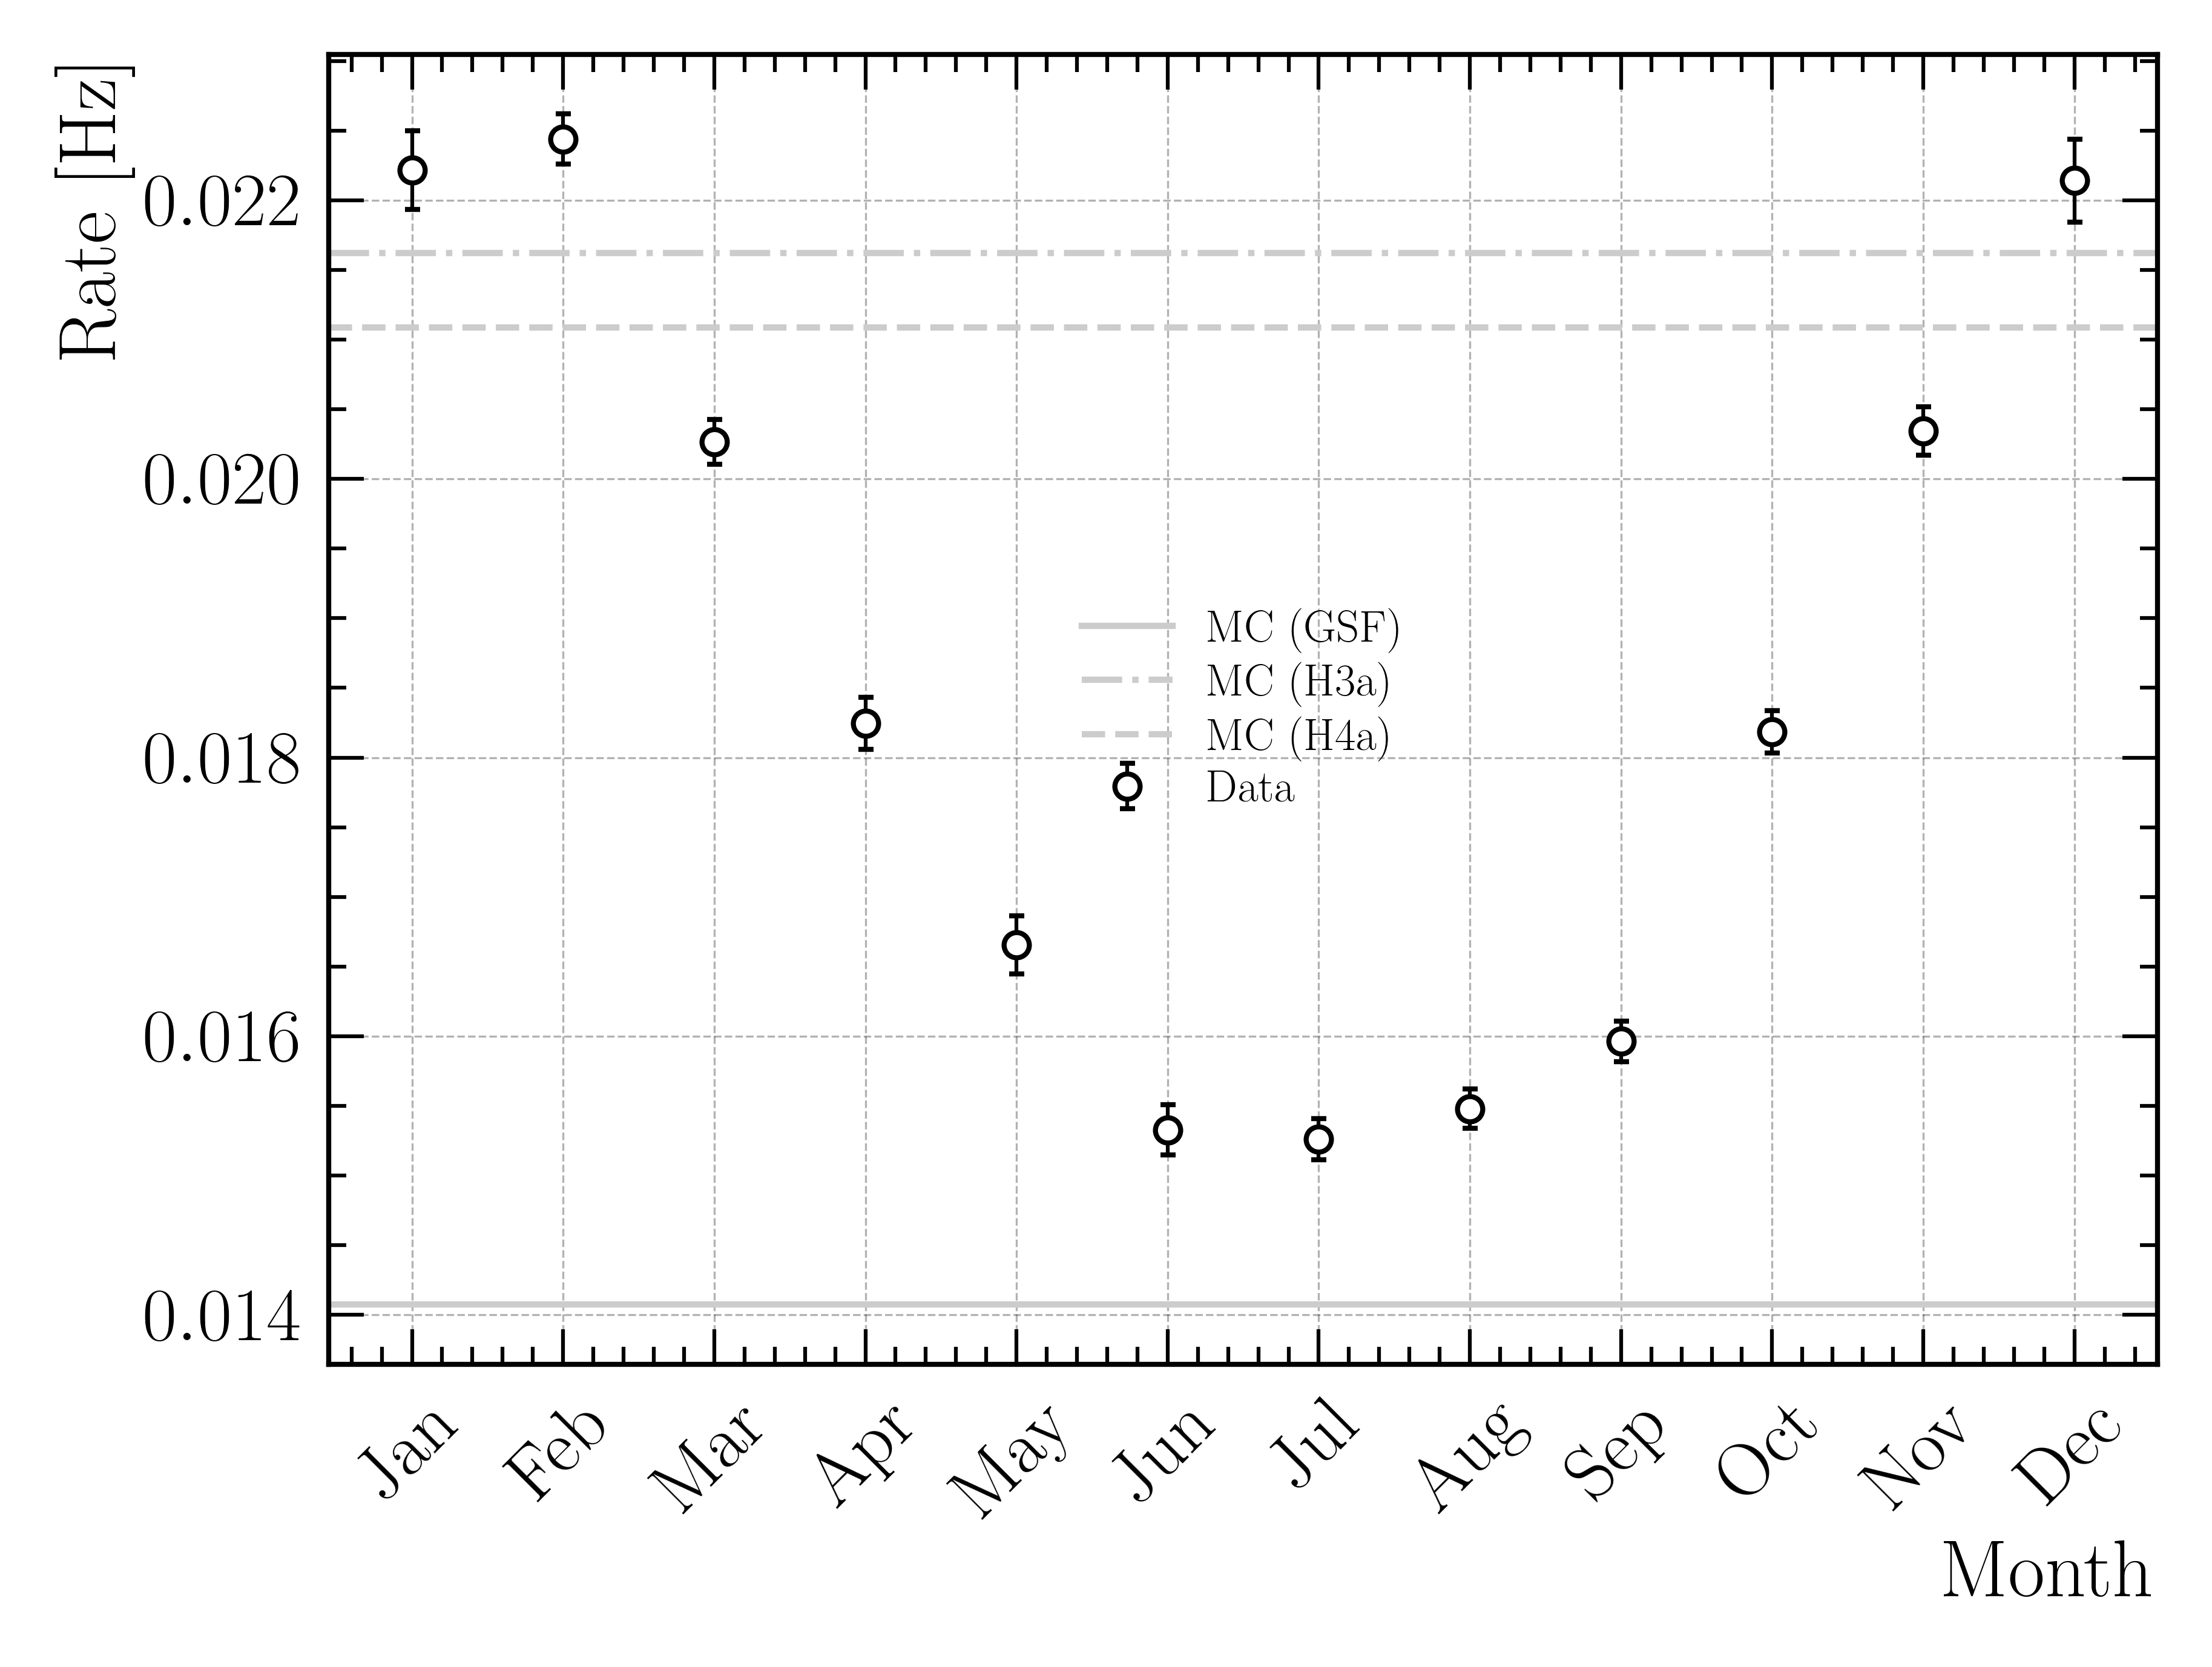 Rate [Hz]
0.022
0.020
0.018
0.016
0.014
MC (GSF)
MC (H3a)
MC (H4a)
Data
Jan Feb Mar Apr May Jun Jul Aug Sep Oct Nov Dec
Month